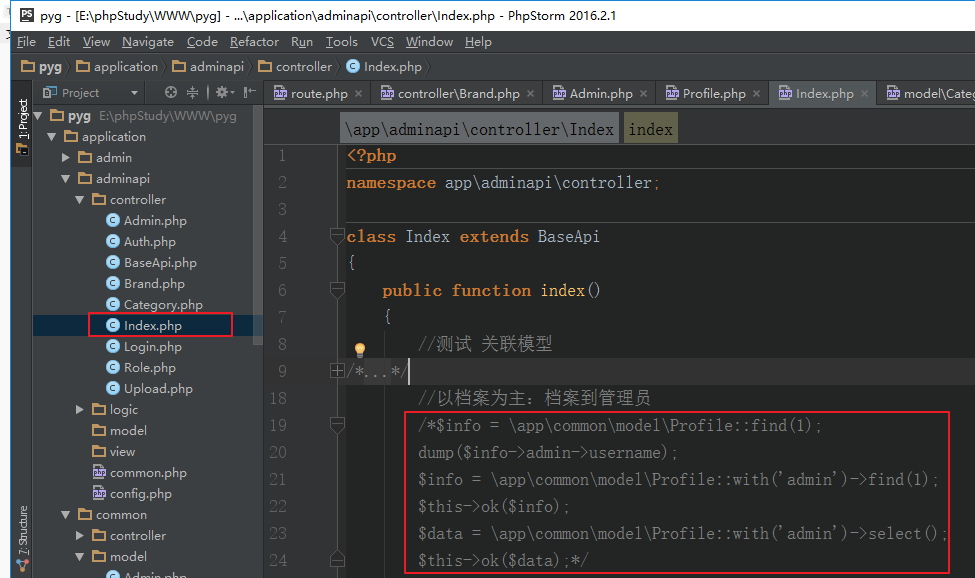 pyg - [E:\phpStudy\WWW\pyg] - ...\application\adminapi\controller\Index.php - PhpStorm 2016.2.1
File Edit View Navigate Code Refactor Run Tools VCS Window Help
pyg application adminapi controller Index.php
Project route.php controller\Brand.php Admin.php Profile.php Index.php model\Categ
1: Project
7: Structure
pyg E:\phpStudy\WWW\pyg
application
admin
adminapi
controller
Admin.php
Auth.php
BaseApi.php
Brand.php
Category.php
Index.php
Login.php
Role.php
Upload.php
logic
model
view
common.php
config.php
common
controller
model
Admin.php
\app\adminapi\controller\Index index
1 <?php
2 namespace app\adminapi\controller;
3
4 class Index extends BaseApi
5 {
6 public function index()
7 {
8 //测试 关联模型
9 /*...*/
18 //以档案为主：档案到管理员
19 /*$info = \app\common\model\Profile::find(1);
20 dump($info->admin->username);
21 $info = \app\common\model\Profile::with('admin')->find(1);
22 $this->ok($info);
23 $data = \app\common\model\Profile::with('admin')->select();
24 $this->ok($data);*/